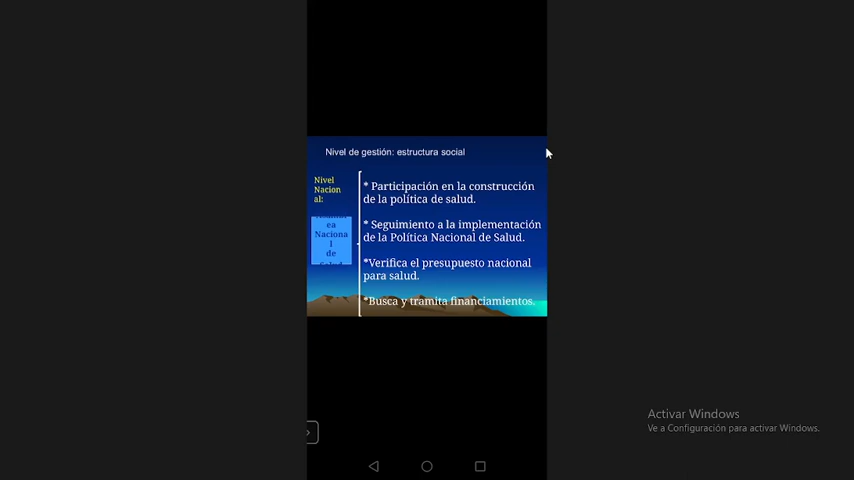 Nivel de gestión: estructura social
Nivel
Nacion
al:
ea
Naciona
l
de
* Participación en la construcción
de la política de salud.
* Seguimiento a la implementación
de la Política Nacional de Salud.
*Verifica el presupuesto nacional
para salud.
*Busca y tramita financiamientos.
Activar Windows
Ve a Configuración para activar Windows.